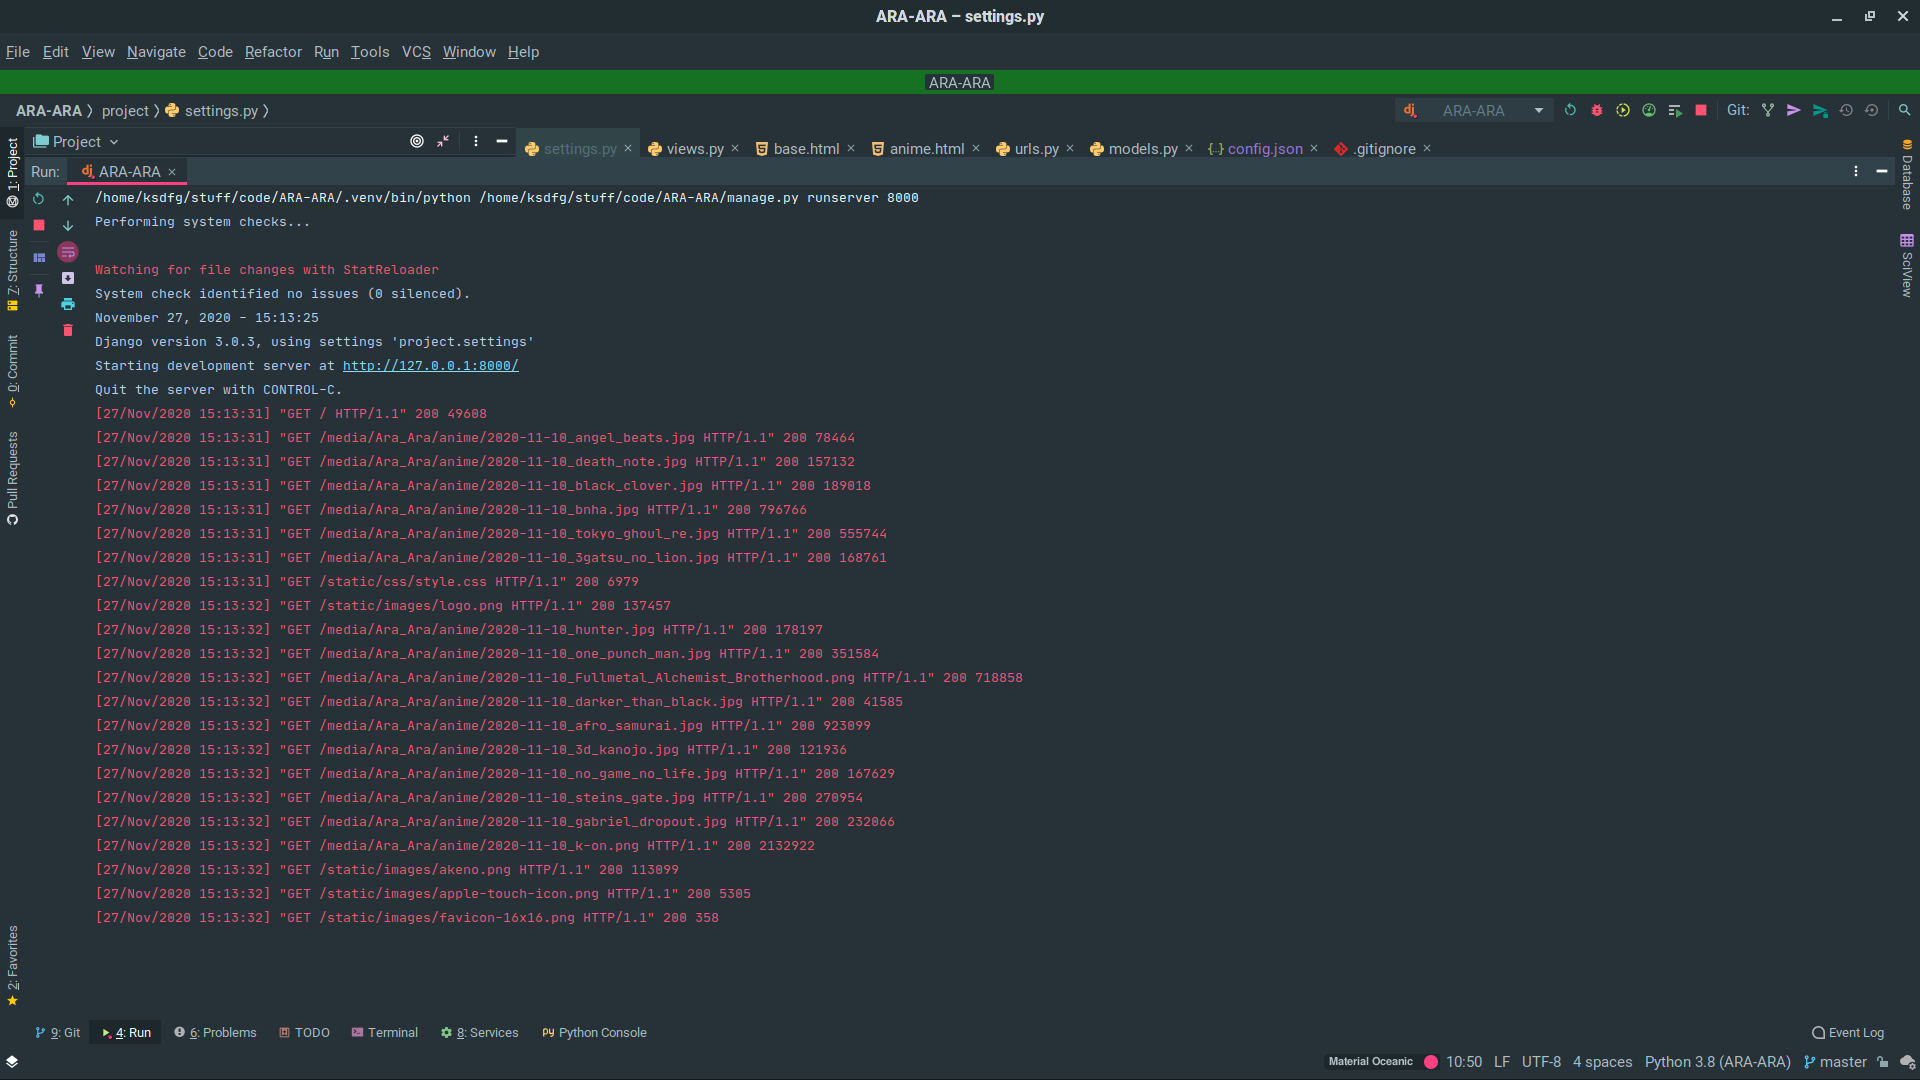 ARA-ARA – settings.py
File Edit View Navigate Code Refactor Run Tools VCS Window Help
ARA-ARA
ARA-ARA project settings.py
ARA-ARA Git:
Project
settings.py views.py base.html anime.html urls.py models.py config.json .gitignore
Run: ARA-ARA
/home/ksdfg/stuff/code/ARA-ARA/.venv/bin/python /home/ksdfg/stuff/code/ARA-ARA/manage.py runserver 8000
Performing system checks...
Watching for file changes with StatReloader
System check identified no issues (0 silenced).
November 27, 2020 - 15:13:25
Django version 3.0.3, using settings 'project.settings'
Starting development server at http://127.0.0.1:8000/
Quit the server with CONTROL-C.
[27/Nov/2020 15:13:31] "GET / HTTP/1.1" 200 49608
[27/Nov/2020 15:13:31] "GET /media/Ara_Ara/anime/2020-11-10_angel_beats.jpg HTTP/1.1" 200 78464
[27/Nov/2020 15:13:31] "GET /media/Ara_Ara/anime/2020-11-10_death_note.jpg HTTP/1.1" 200 157132
[27/Nov/2020 15:13:31] "GET /media/Ara_Ara/anime/2020-11-10_black_clover.jpg HTTP/1.1" 200 189018
[27/Nov/2020 15:13:31] "GET /media/Ara_Ara/anime/2020-11-10_bnha.jpg HTTP/1.1" 200 796766
[27/Nov/2020 15:13:31] "GET /media/Ara_Ara/anime/2020-11-10_tokyo_ghoul_re.jpg HTTP/1.1" 200 555744
[27/Nov/2020 15:13:31] "GET /media/Ara_Ara/anime/2020-11-10_3gatsu_no_lion.jpg HTTP/1.1" 200 168761
[27/Nov/2020 15:13:31] "GET /static/css/style.css HTTP/1.1" 200 6979
[27/Nov/2020 15:13:32] "GET /static/images/logo.png HTTP/1.1" 200 137457
[27/Nov/2020 15:13:32] "GET /media/Ara_Ara/anime/2020-11-10_hunter.jpg HTTP/1.1" 200 178197
[27/Nov/2020 15:13:32] "GET /media/Ara_Ara/anime/2020-11-10_one_punch_man.jpg HTTP/1.1" 200 351584
[27/Nov/2020 15:13:32] "GET /media/Ara_Ara/anime/2020-11-10_Fullmetal_Alchemist_Brotherhood.png HTTP/1.1" 200 718858
[27/Nov/2020 15:13:32] "GET /media/Ara_Ara/anime/2020-11-10_darker_than_black.jpg HTTP/1.1" 200 41585
[27/Nov/2020 15:13:32] "GET /media/Ara_Ara/anime/2020-11-10_afro_samurai.jpg HTTP/1.1" 200 923099
[27/Nov/2020 15:13:32] "GET /media/Ara_Ara/anime/2020-11-10_3d_kanojo.jpg HTTP/1.1" 200 121936
[27/Nov/2020 15:13:32] "GET /media/Ara_Ara/anime/2020-11-10_no_game_no_life.jpg HTTP/1.1" 200 167629
[27/Nov/2020 15:13:32] "GET /media/Ara_Ara/anime/2020-11-10_steins_gate.jpg HTTP/1.1" 200 270954
[27/Nov/2020 15:13:32] "GET /media/Ara_Ara/anime/2020-11-10_gabriel_dropout.jpg HTTP/1.1" 200 232066
[27/Nov/2020 15:13:32] "GET /media/Ara_Ara/anime/2020-11-10_k-on.png HTTP/1.1" 200 2132922
[27/Nov/2020 15:13:32] "GET /static/images/akeno.png HTTP/1.1" 200 113099
[27/Nov/2020 15:13:32] "GET /static/images/apple-touch-icon.png HTTP/1.1" 200 5305
[27/Nov/2020 15:13:32] "GET /static/images/favicon-16x16.png HTTP/1.1" 200 358
1: Project
7: Structure
0: Commit
Pull Requests
2: Favorites
Database
SciView
9: Git 4: Run 6: Problems TODO Terminal 8: Services Python Console Event Log
Material Oceanic 10:50 LF UTF-8 4 spaces Python 3.8 (ARA-ARA) master